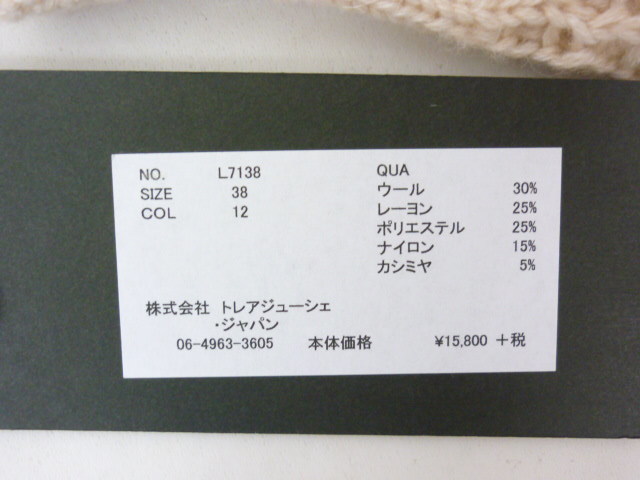 NO. L7138
SIZE 38
COL 12
QUA
ウール 30%
レーヨン 25%
ポリエステル 25%
ナイロン 15%
カシミヤ 5%
株式会社 トレアジューシェ
・ジャパン
06-4963-3605 本体価格 ¥15,800 +税